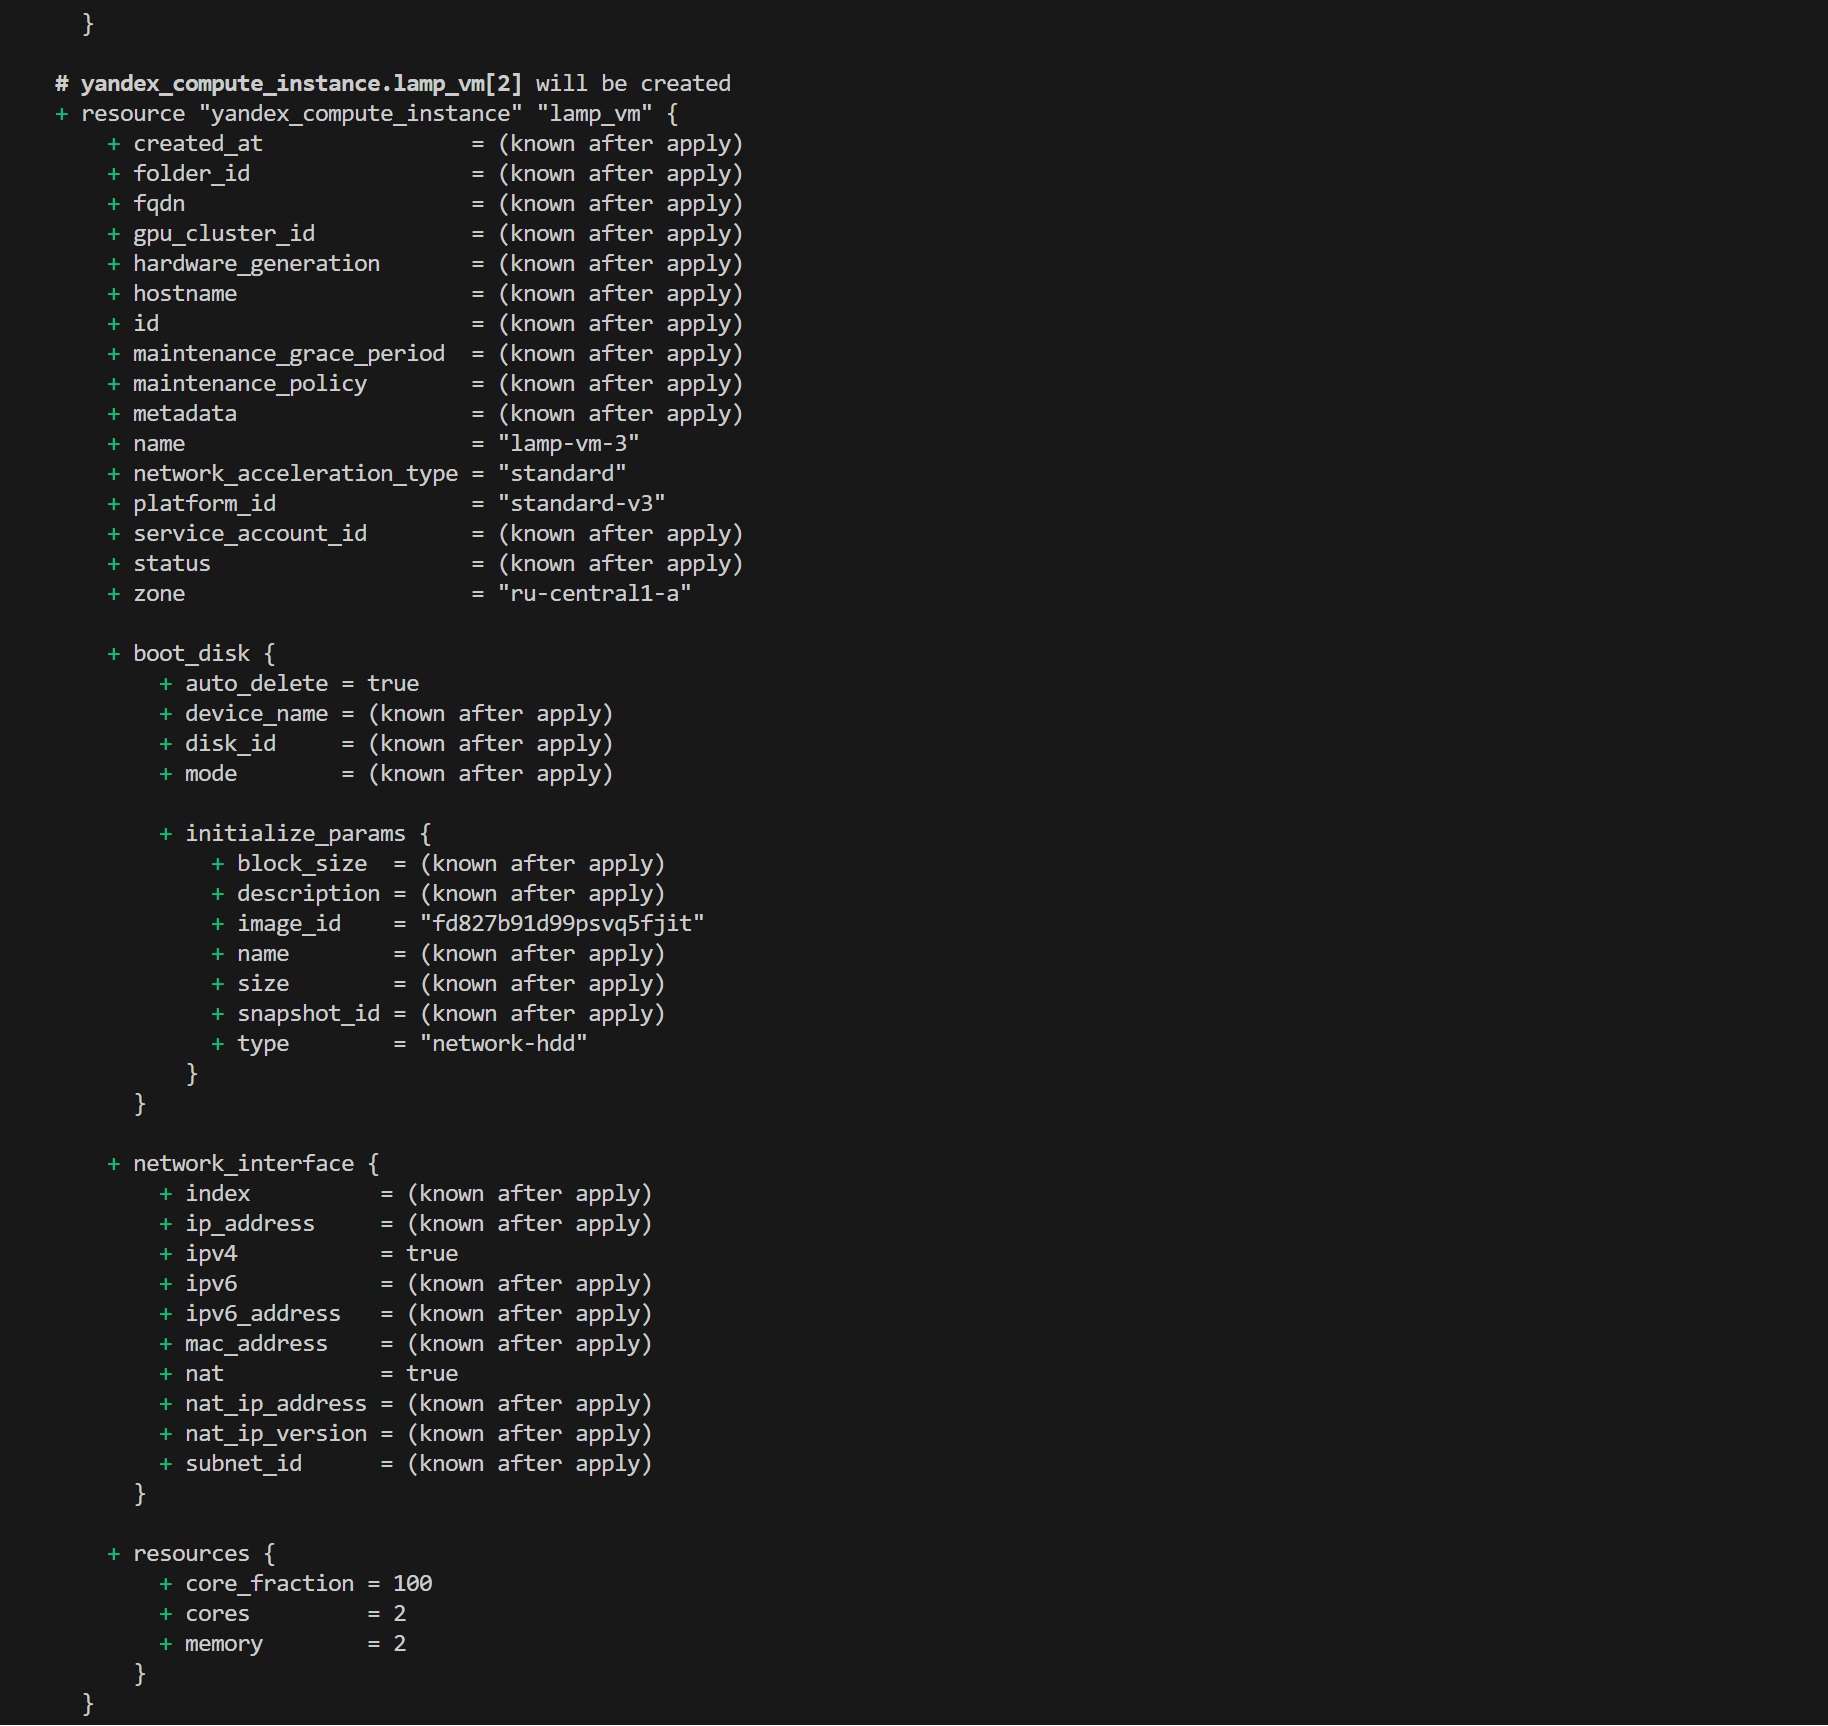 }
# yandex_compute_instance.lamp_vm[2] will be created
+ resource "yandex_compute_instance" "lamp_vm" {
+ created_at = (known after apply)
+ folder_id = (known after apply)
+ fqdn = (known after apply)
+ gpu_cluster_id = (known after apply)
+ hardware_generation = (known after apply)
+ hostname = (known after apply)
+ id = (known after apply)
+ maintenance_grace_period = (known after apply)
+ maintenance_policy = (known after apply)
+ metadata = (known after apply)
+ name = "lamp-vm-3"
+ network_acceleration_type = "standard"
+ platform_id = "standard-v3"
+ service_account_id = (known after apply)
+ status = (known after apply)
+ zone = "ru-central1-a"
+ boot_disk {
+ auto_delete = true
+ device_name = (known after apply)
+ disk_id = (known after apply)
+ mode = (known after apply)
+ initialize_params {
+ block_size = (known after apply)
+ description = (known after apply)
+ image_id = "fd827b91d99psvq5fjit"
+ name = (known after apply)
+ size = (known after apply)
+ snapshot_id = (known after apply)
+ type = "network-hdd"
}
}
+ network_interface {
+ index = (known after apply)
+ ip_address = (known after apply)
+ ipv4 = true
+ ipv6 = (known after apply)
+ ipv6_address = (known after apply)
+ mac_address = (known after apply)
+ nat = true
+ nat_ip_address = (known after apply)
+ nat_ip_version = (known after apply)
+ subnet_id = (known after apply)
}
+ resources {
+ core_fraction = 100
+ cores = 2
+ memory = 2
}
}